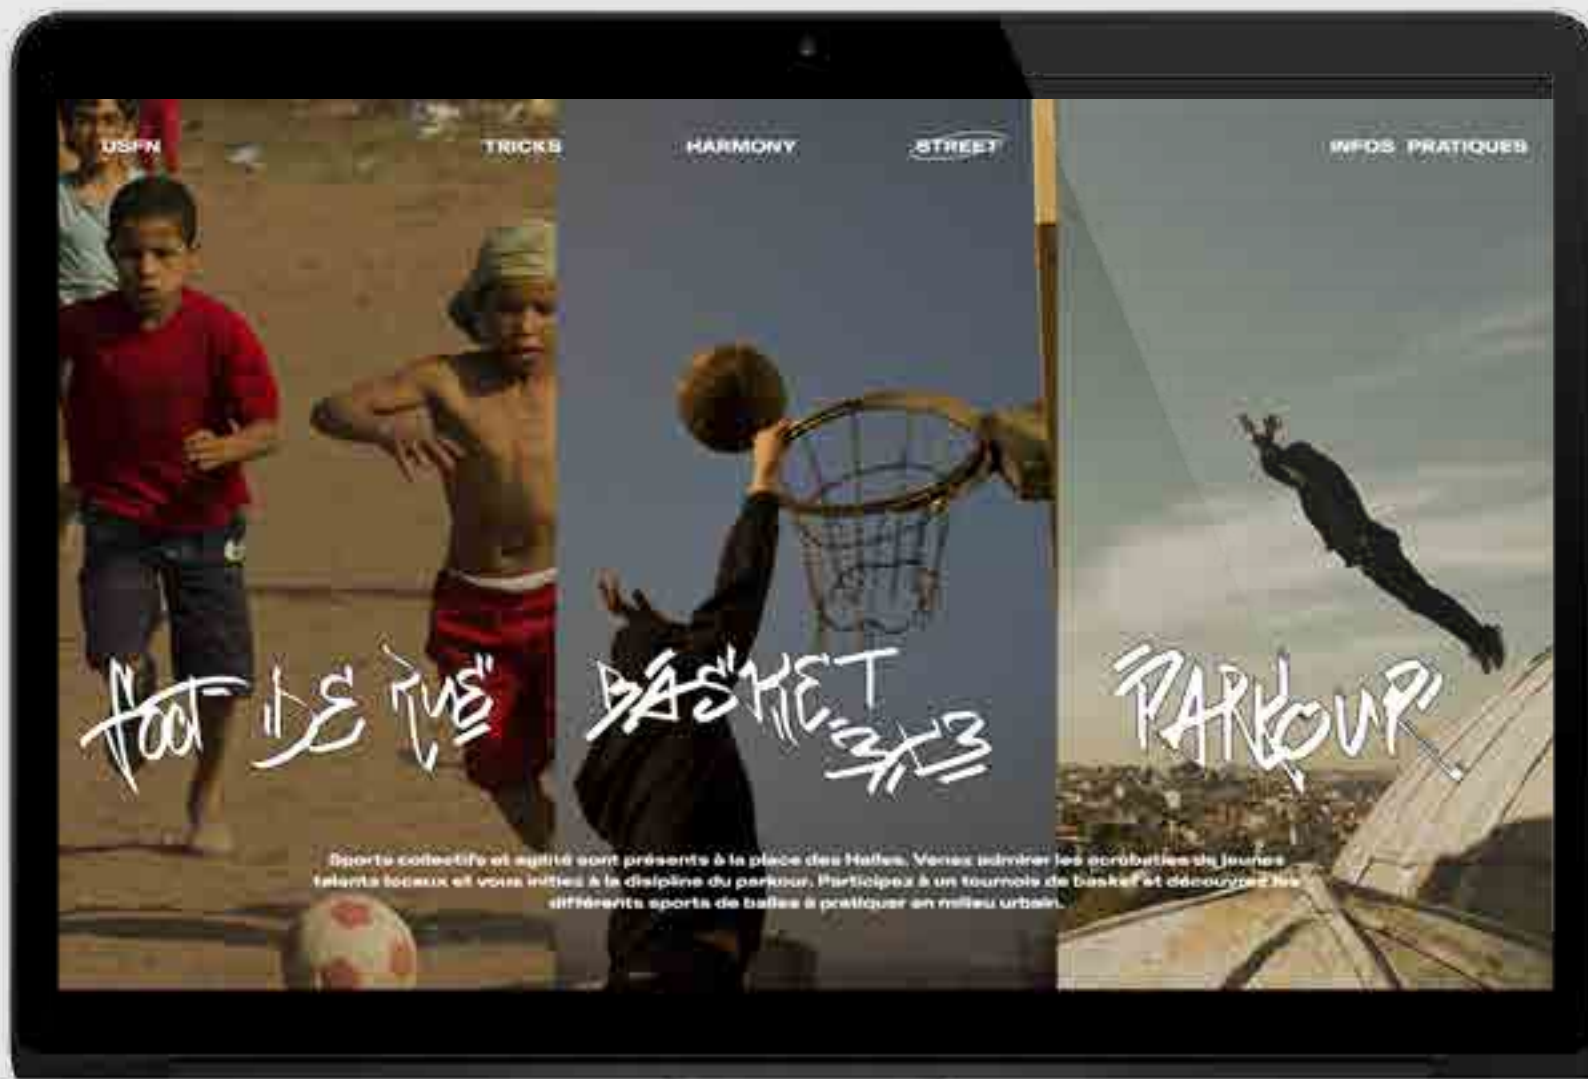 USFN
TRICKS
HARMONY
STREET
INFOS PRATIQUES
foot DE RUE
BASKET
3X3
PARKOUR
Sports collectifs et agilité sont présents à la place des Halles. Venez admirer les acrobaties de jeunes
talents locaux et vous initiez à la disipline du parkour. Participez à un tournois de basket et découvrez les
différents sports de balles à pratiquer en milieu urbain.